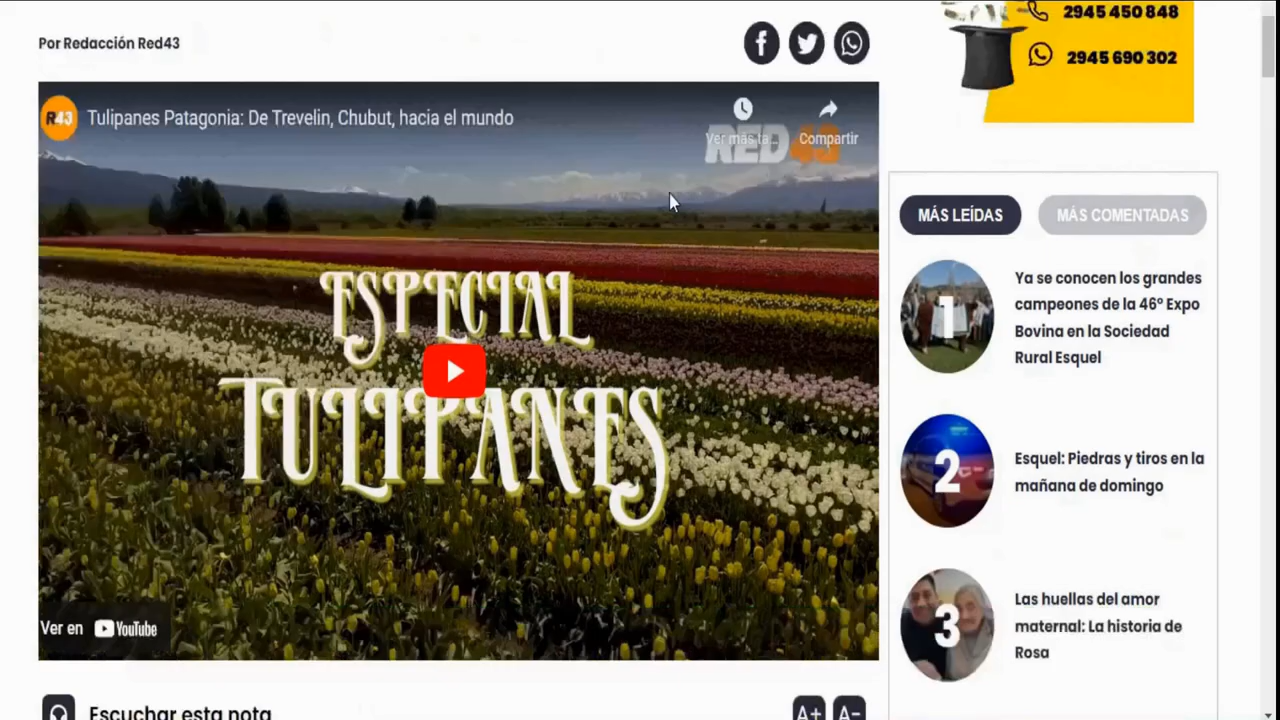 Por Redacción Red43
2945 450 848
2945 690 302
R43
Tulipanes Patagonia: De Trevelin, Chubut, hacia el mundo
Ver más ta...
Compartir
RED43
ESPECIAL
TULIPANES
Ver en YouTube
MÁS LEÍDAS
MÁS COMENTADAS
1
Ya se conocen los grandes
campeones de la 46º Expo
Bovina en la Sociedad
Rural Esquel
2
Esquel: Piedras y tiros en la
mañana de domingo
3
Las huellas del amor
maternal: La historia de
Rosa
Escuchar esta nota
A+ A-